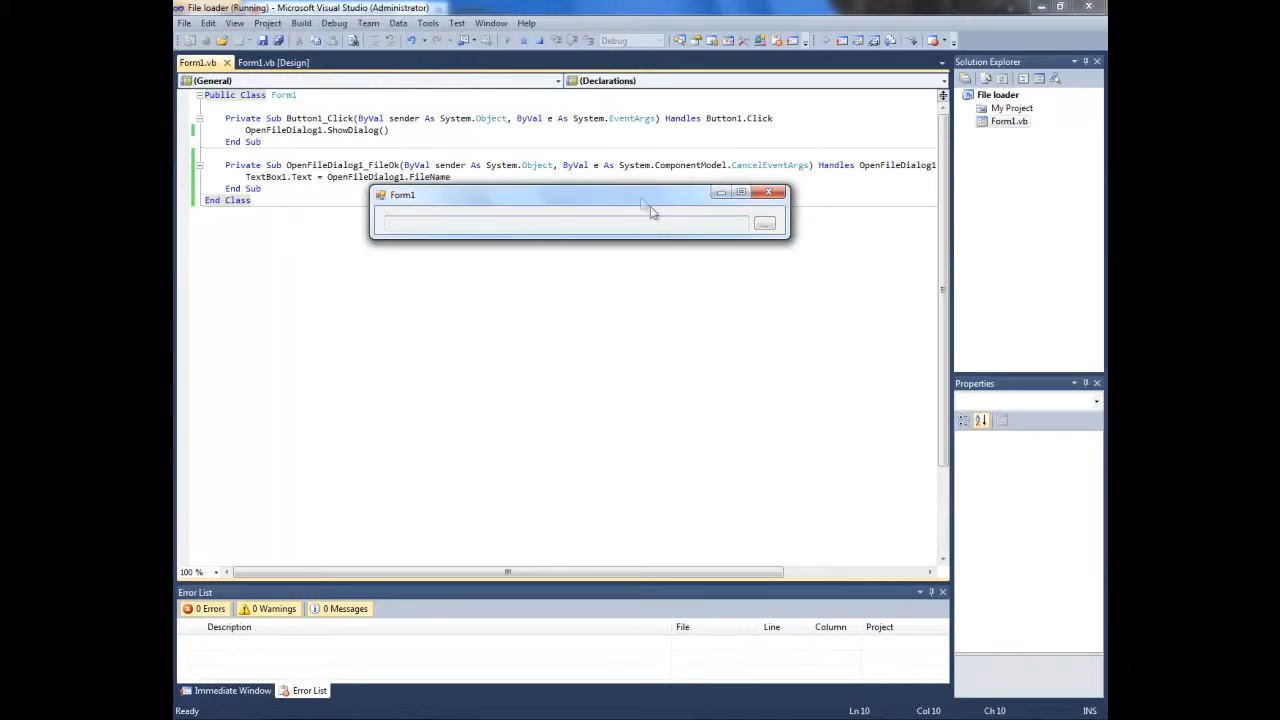 File loader (Running) - Microsoft Visual Studio (Administrator)
File Edit View Project Build Debug Team Data Tools Test Window Help
Debug
Form1.vb Form1.vb [Design]
(General) (Declarations)
Public Class Form1
Private Sub Button1_Click(ByVal sender As System.Object, ByVal e As System.EventArgs) Handles Button1.Click
OpenFileDialog1.ShowDialog()
End Sub
Private Sub OpenFileDialog1_FileOk(ByVal sender As System.Object, ByVal e As System.ComponentModel.CancelEventArgs) Handles OpenFileDialog1
TextBox1.Text = OpenFileDialog1.FileName
End Sub
End Class
Form1
...
Solution Explorer
File loader
My Project
Form1.vb
Properties
100 %
Error List
0 Errors 0 Warnings 0 Messages
Description File Line Column Project
Immediate Window Error List
Ready Ln 10 Col 10 Ch 10 INS